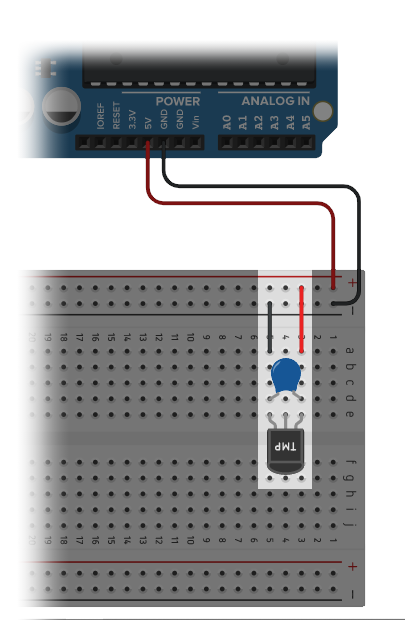 POWER
ANALOG IN
IOREF
RESET
3.3V
5V
GND
GND
Vin
A0
A1
A2
A3
A4
A5
+
−
20 19 18 17 16 15 14 13 12 11 10 9 8 7 6 5 4 3 2 1
a
b
c
d
e
TMP
f
g
h
i
j
20 19 18 17 16 15 14 13 12 11 10 9 8 7 6 5 4 3 2 1
+
−